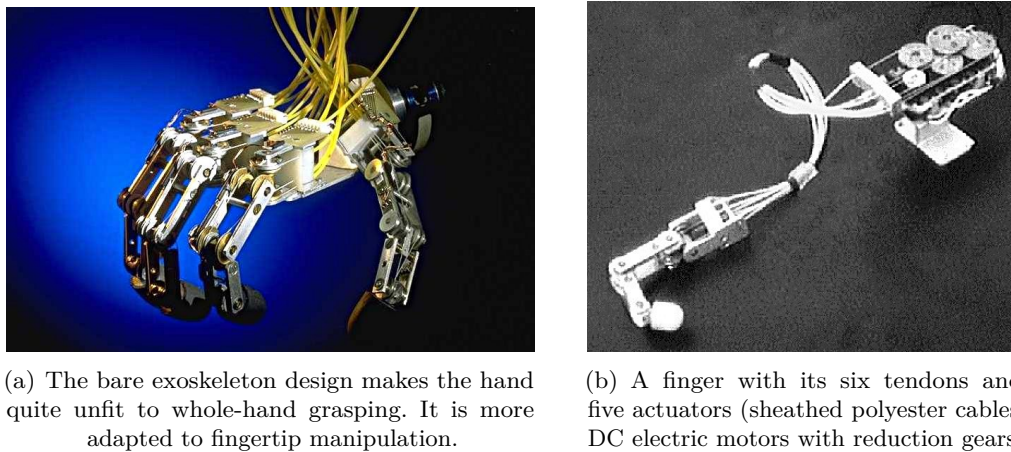 (a) The bare exoskeleton design makes the hand
quite unfit to whole-hand grasping. It is more
adapted to fingertip manipulation.
(b) A finger with its six tendons and
five actuators (sheathed polyester cables
DC electric motors with reduction gears